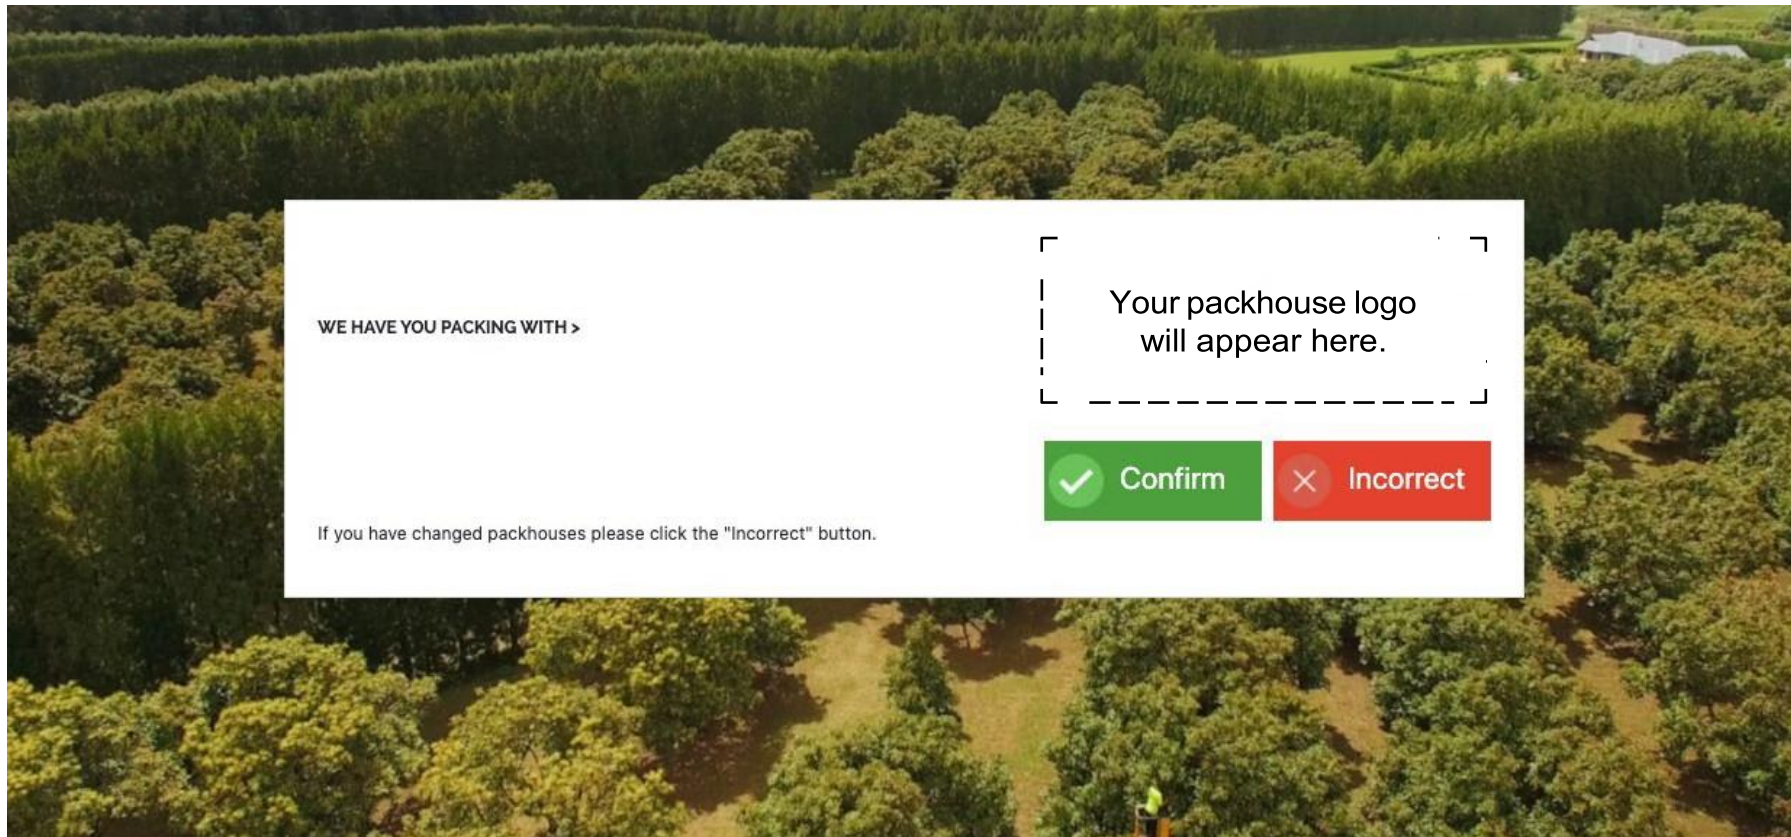 Your packhouse logo
will appear here.
WE HAVE YOU PACKING WITH >
Confirm
Incorrect
If you have changed packhouses please click the "Incorrect" button.